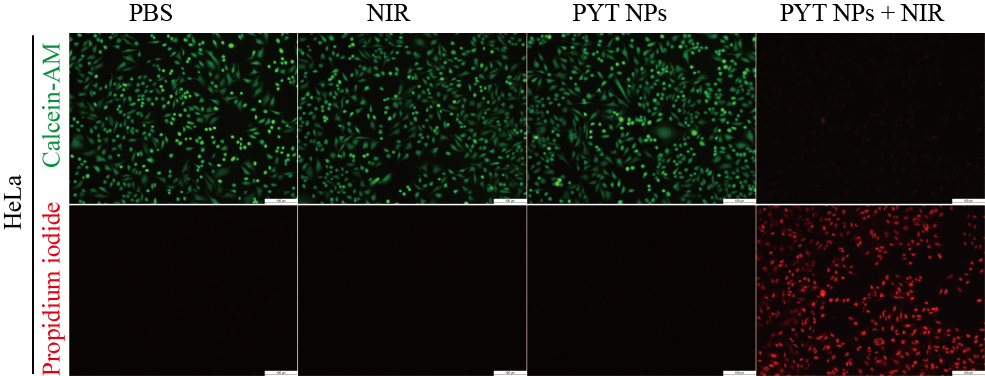 PBS
NIR
PYT NPs
PYT NPs + NIR
HeLa
Calcein-AM
Propidium iodide